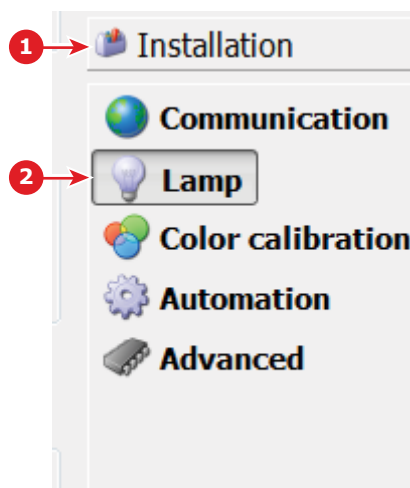 1 Installation
Communication
2 Lamp
Color calibration
Automation
Advanced